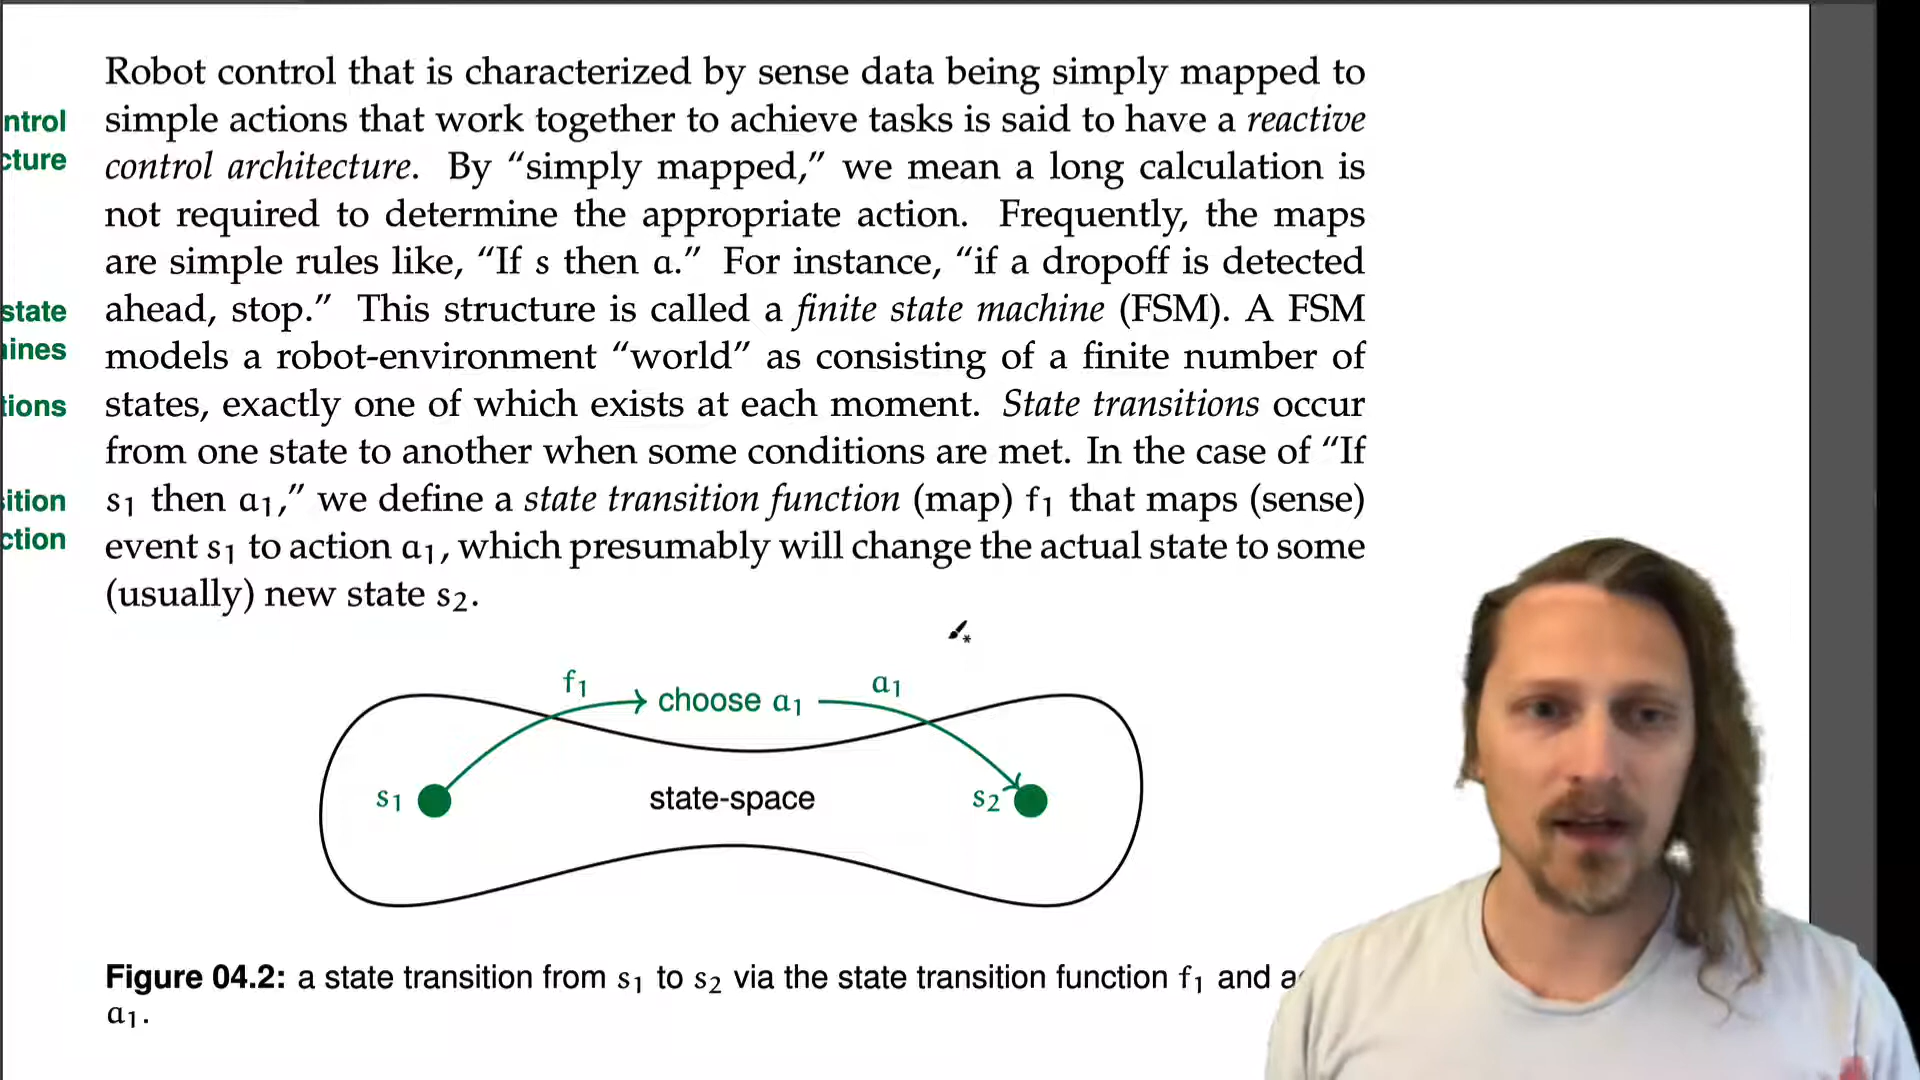 Robot control that is characterized by sense data being simply mapped to
ntrol
simple actions that work together to achieve tasks is said to have a reactive
cture
control architecture. By “simply mapped,” we mean a long calculation is
not required to determine the appropriate action. Frequently, the maps
are simple rules like, “If s then a.” For instance, “if a dropoff is detected
state
ahead, stop.” This structure is called a finite state machine (FSM). A FSM
ines
models a robot-environment “world” as consisting of a finite number of
tions
states, exactly one of which exists at each moment. State transitions occur
from one state to another when some conditions are met. In the case of “If
ition
s₁ then a₁,” we define a state transition function (map) f₁ that maps (sense)
ction
event s₁ to action a₁, which presumably will change the actual state to some
(usually) new state s₂.
f₁
choose a₁
a₁
s₁
state-space
s₂
Figure 04.2: a state transition from s₁ to s₂ via the state transition function f₁ and a
a₁.